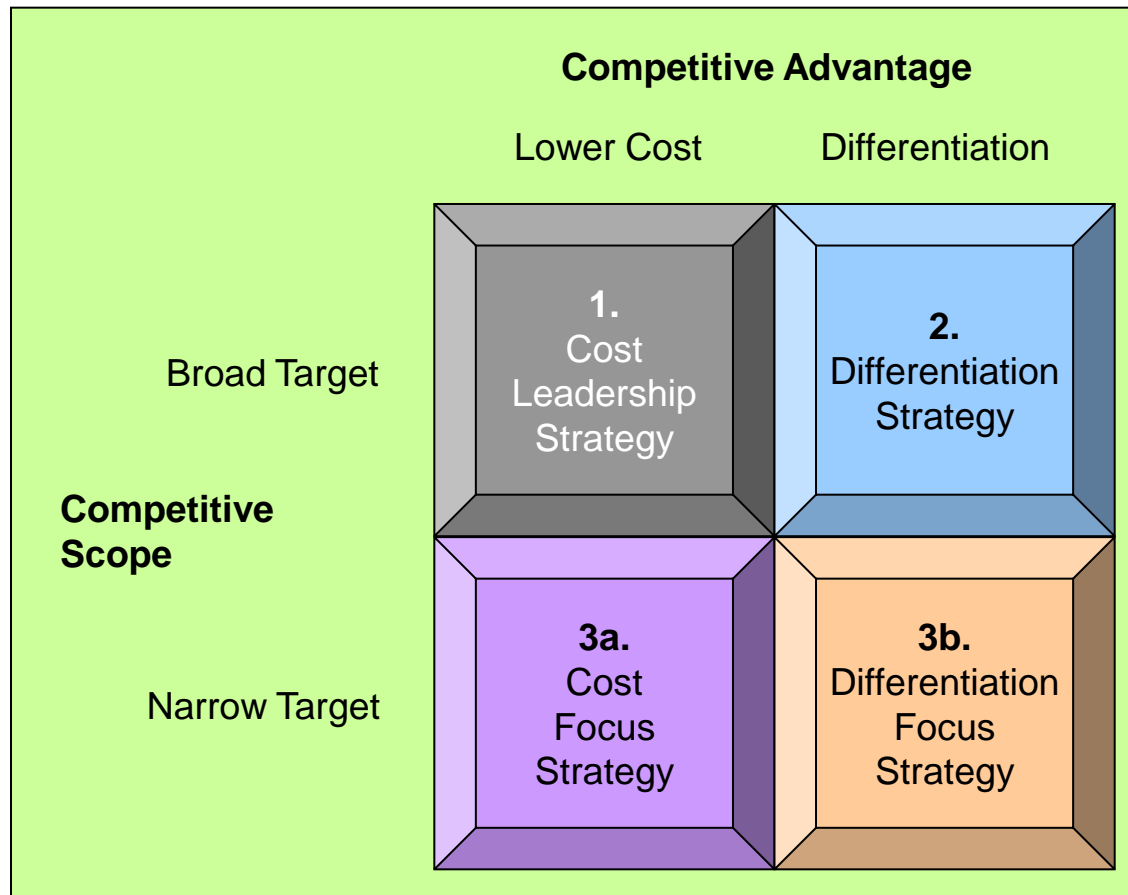 Competitive Advantage
Lower Cost
Differentiation
Broad Target
1.
Cost
Leadership
Strategy
2.
Differentiation
Strategy
Competitive
Scope
Narrow Target
3a.
Cost
Focus
Strategy
3b.
Differentiation
Focus
Strategy